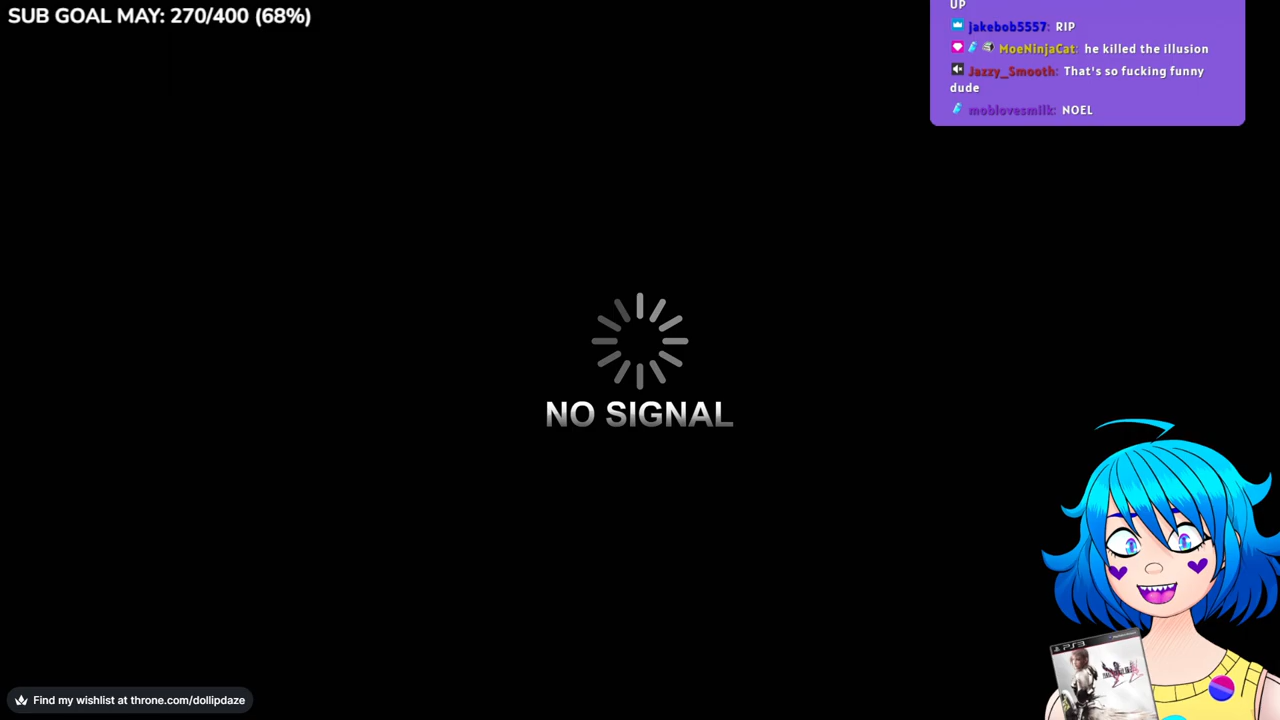 SUB GOAL MAY: 270/400 (68%)
UP
jakebob5557: RIP
MoeNinjaCat: he killed the illusion
Jazzy_Smooth: That's so fucking funny
dude
moblovesmilk: NOEL
NO SIGNAL
PS3
Find my wishlist at throne.com/dollipdaze